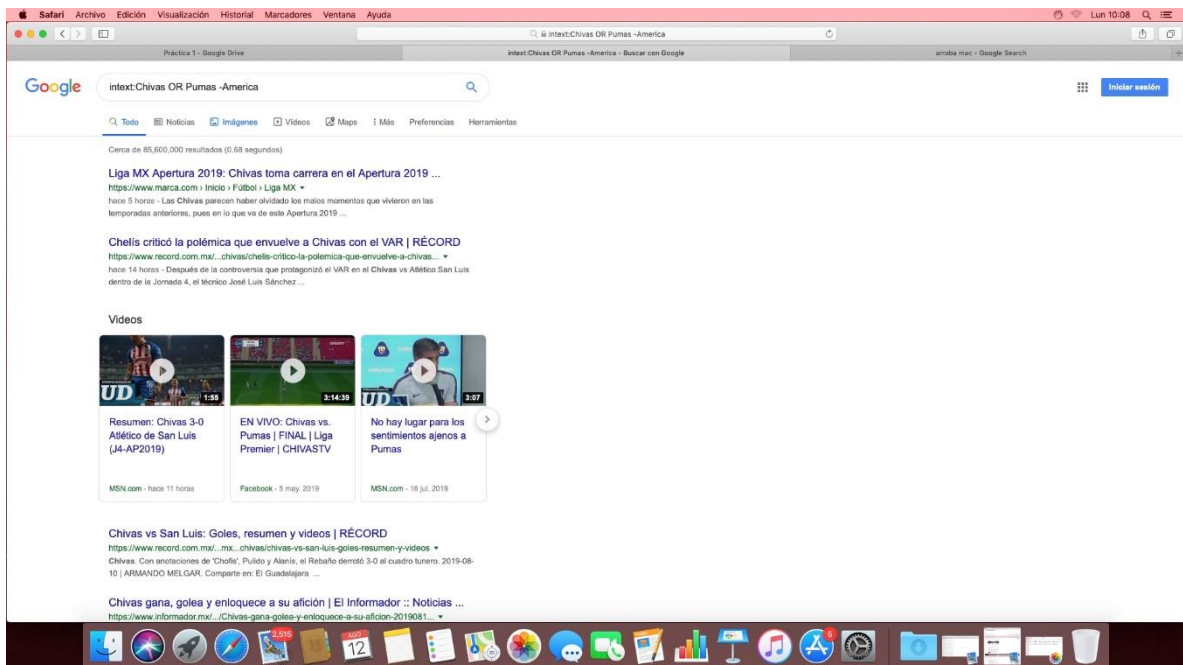 Safari Archivo Edición Visualización Historial Marcadores Ventana Ayuda
Lun 10:08
intext:Chivas OR Pumas -America
Práctica 1 - Google Drive
intext:Chivas OR Pumas -America - Buscar con Google
arroba mac - Google Search
Google
intext:Chivas OR Pumas -America
Iniciar sesión
Todo Noticias Imágenes Vídeos Maps Más Preferencias Herramientas
Cerca de 85,600,000 resultados (0.68 segundos)
Liga MX Apertura 2019: Chivas toma carrera en el Apertura 2019 ...
https://www.marca.com › Inicio › Fútbol › Liga MX
hace 5 horas - Las Chivas parecen haber olvidado los malos momentos que vivieron en las
temporadas anteriores, pues en lo que va de este Apertura 2019 ...
Chelís criticó la polémica que envuelve a Chivas con el VAR | RÉCORD
https://www.record.com.mx/...chivas/chelis-critico-la-polemica-que-envuelve-a-chivas...
hace 14 horas - Después de la controversia que protagonizó el VAR en el Chivas vs Atlético San Luis
dentro de la Jornada 4, el técnico José Luis Sánchez ...
Videos
UD
1:55
3:14:39
UD
3:07
Resumen: Chivas 3-0
Atlético de San Luis
(J4-AP2019)
MSN.com - hace 11 horas
EN VIVO: Chivas vs.
Pumas | FINAL | Liga
Premier | CHIVASTV
Facebook - 5 may. 2019
No hay lugar para los
sentimientos ajenos a
Pumas
MSN.com - 16 jul. 2019
Chivas vs San Luis: Goles, resumen y videos | RÉCORD
https://www.record.com.mx/...mx...chivas/chivas-vs-san-luis-goles-resumen-y-videos
Chivas. Con anotaciones de 'Chofis', Pulido y Alanís, el Rebaño derrotó 3-0 al cuadro tunero. 2019-08-
10 | ARMANDO MELGAR. Comparte en: El Guadalajara ...
Chivas gana, golea y enloquece a su afición | El Informador :: Noticias ...
https://www.informador.mx/.../Chivas-gana-golea-y-enloquece-a-su-aficion-2019081...
2,515
AGO
12
5